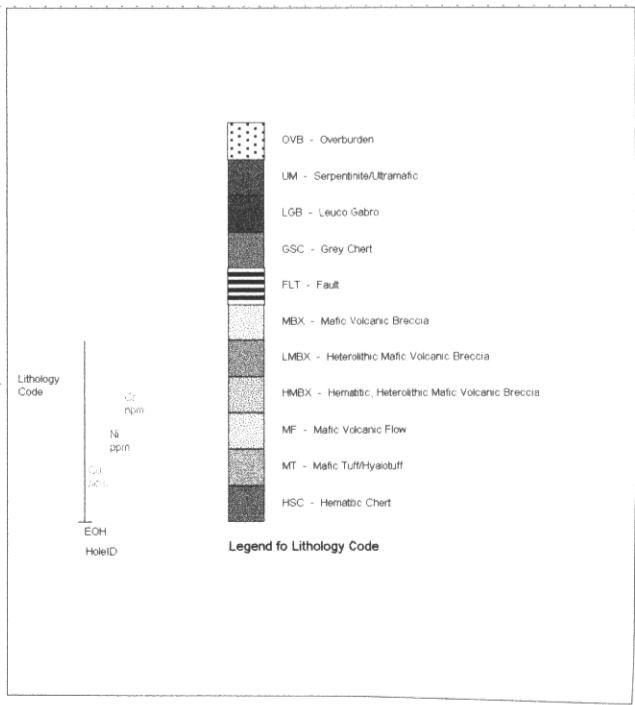 OVB - Overburden
UM - Serpentinite/Ultramafic
LGB - Leuco Gabro
GSC - Grey Chert
FLT - Fault
MBX - Mafic Volcanic Breccia
LMBX - Heterolithic Mafic Volcanic Breccia
HMBX - Hematitic, Heterolithic Mafic Volcanic Breccia
MF - Mafic Volcanic Flow
MT - Mafic Tuff/Hyalotuff
HSC - Hematitic Chert
Lithology
Code
Cr
ppm
Ni
ppm
EOH
HoleID
Legend fo Lithology Code